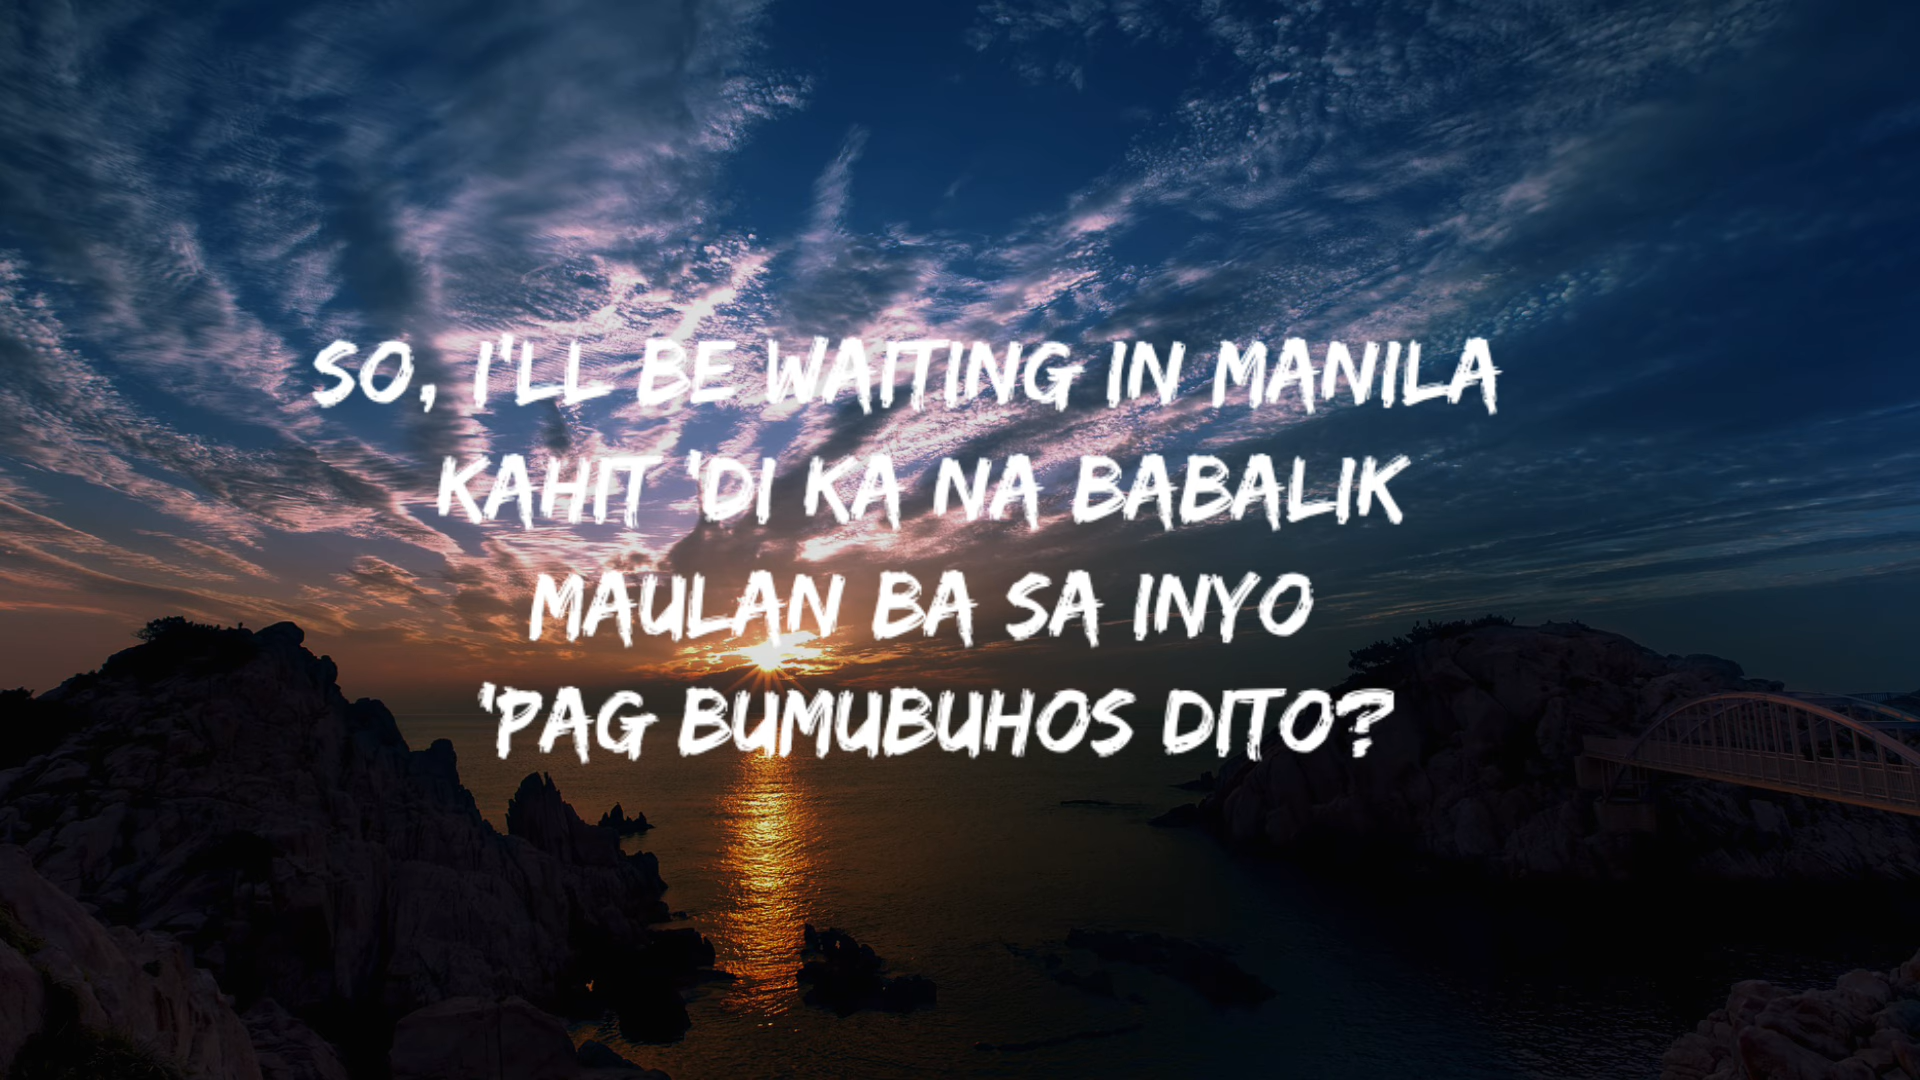 SO, I'LL BE WAITING IN MANILA
KAHIT 'DI KA NA BABALIK
MAULAN BA SA INYO
'PAG BUMUBUHOS DITO?